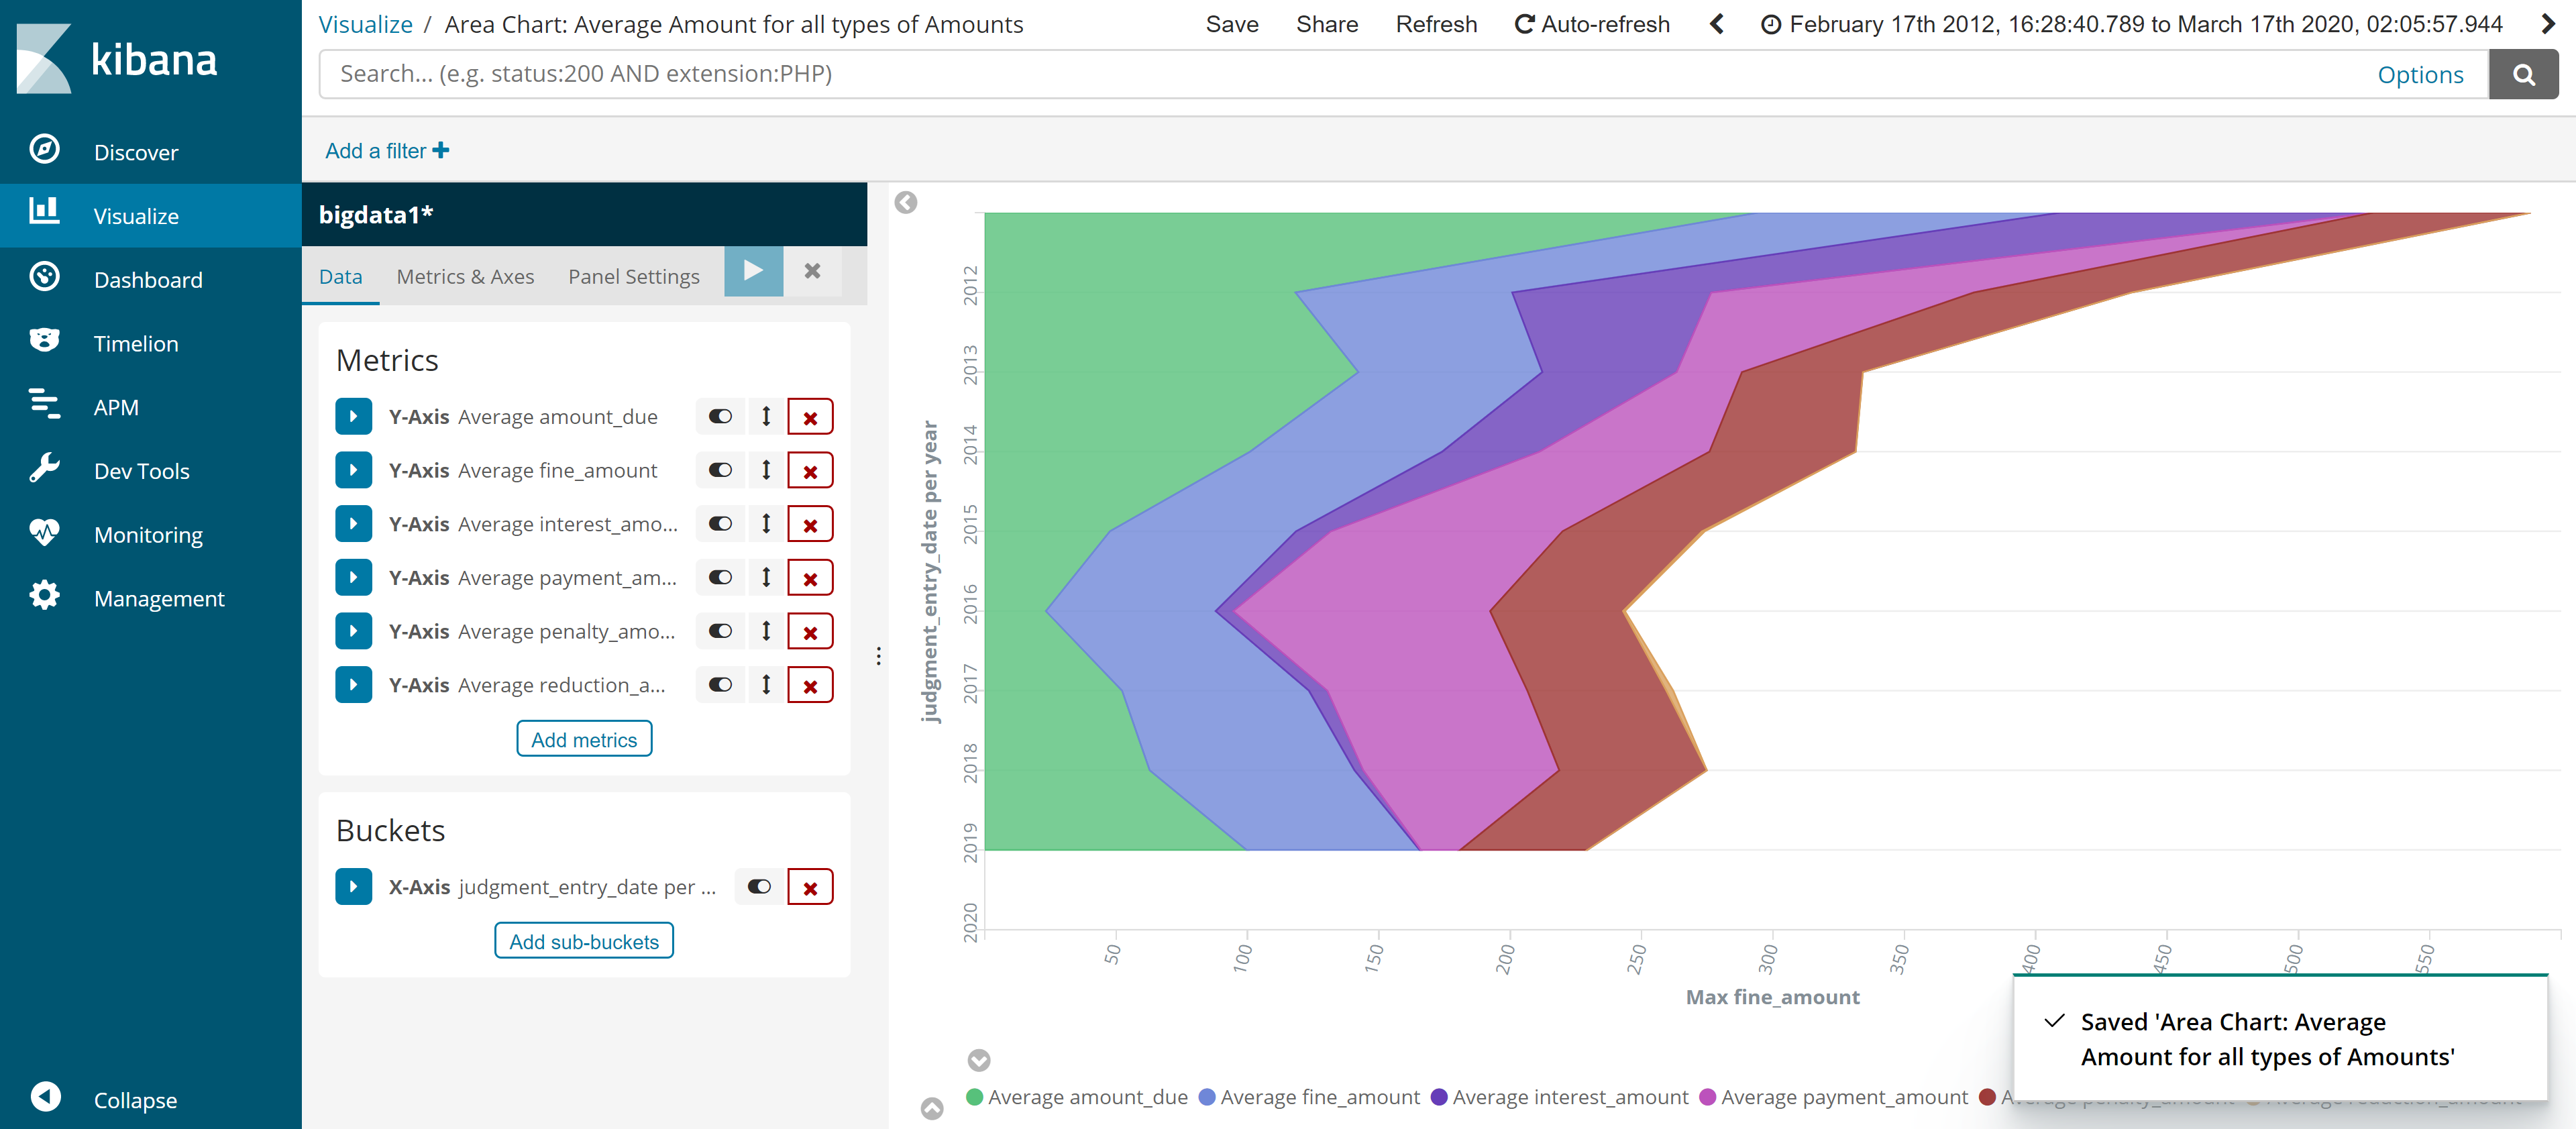 kibana
Discover
Visualize
Dashboard
Timelion
APM
Dev Tools
Monitoring
Management
Collapse
Visualize / Area Chart: Average Amount for all types of Amounts
Save Share Refresh Auto-refresh February 17th 2012, 16:28:40.789 to March 17th 2020, 02:05:57.944
Search... (e.g. status:200 AND extension:PHP)
Options
Add a filter
bigdata1*
Data Metrics & Axes Panel Settings
Metrics
Y-Axis Average amount_due
Y-Axis Average fine_amount
Y-Axis Average interest_amo...
Y-Axis Average payment_am...
Y-Axis Average penalty_amo...
Y-Axis Average reduction_a...
Add metrics
Buckets
X-Axis judgment_entry_date per ...
Add sub-buckets
judgment_entry_date per year
2012
2013
2014
2015
2016
2017
2018
2019
2020
50 100 150 200 250 300 350 400 450 500 550
Max fine_amount
Average amount_due Average fine_amount Average interest_amount Average payment_amount Average penalty_amount Average reduction_amount
Saved 'Area Chart: Average
Amount for all types of Amounts'